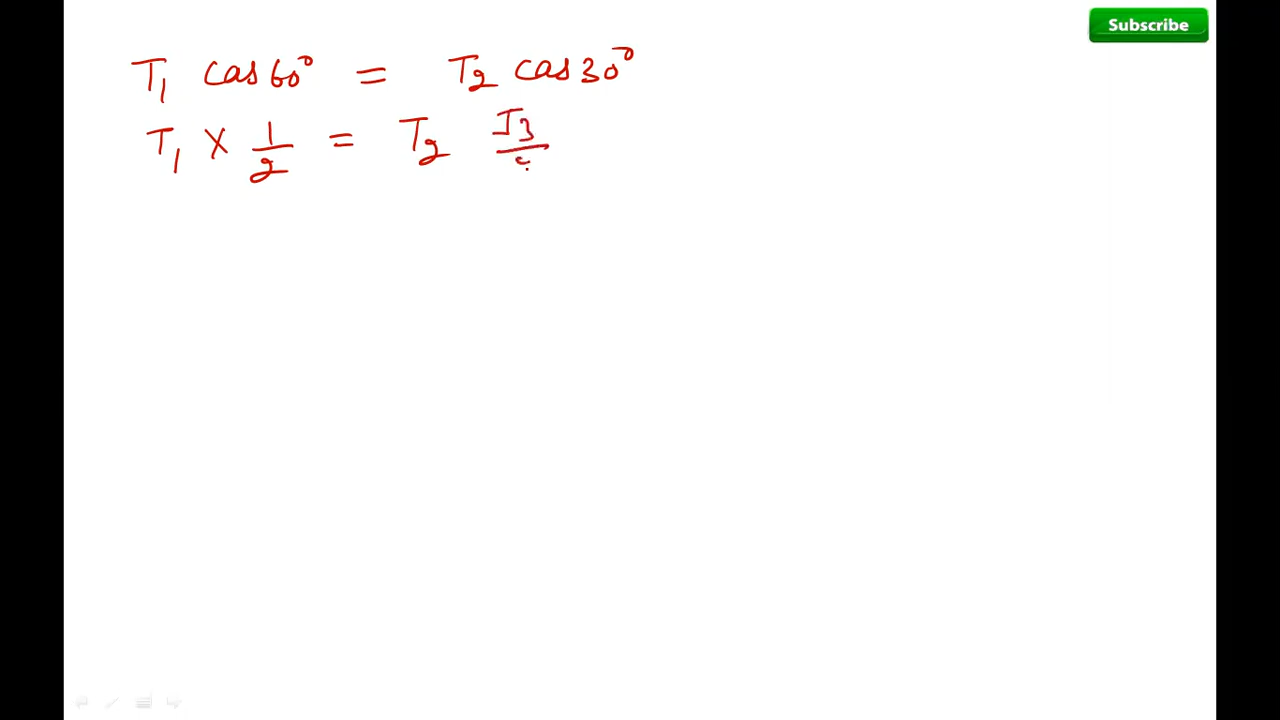 Subscribe
T₁ cos 60° = T₂ cos 30°
T₁ × 1/2 = T₂ √3/